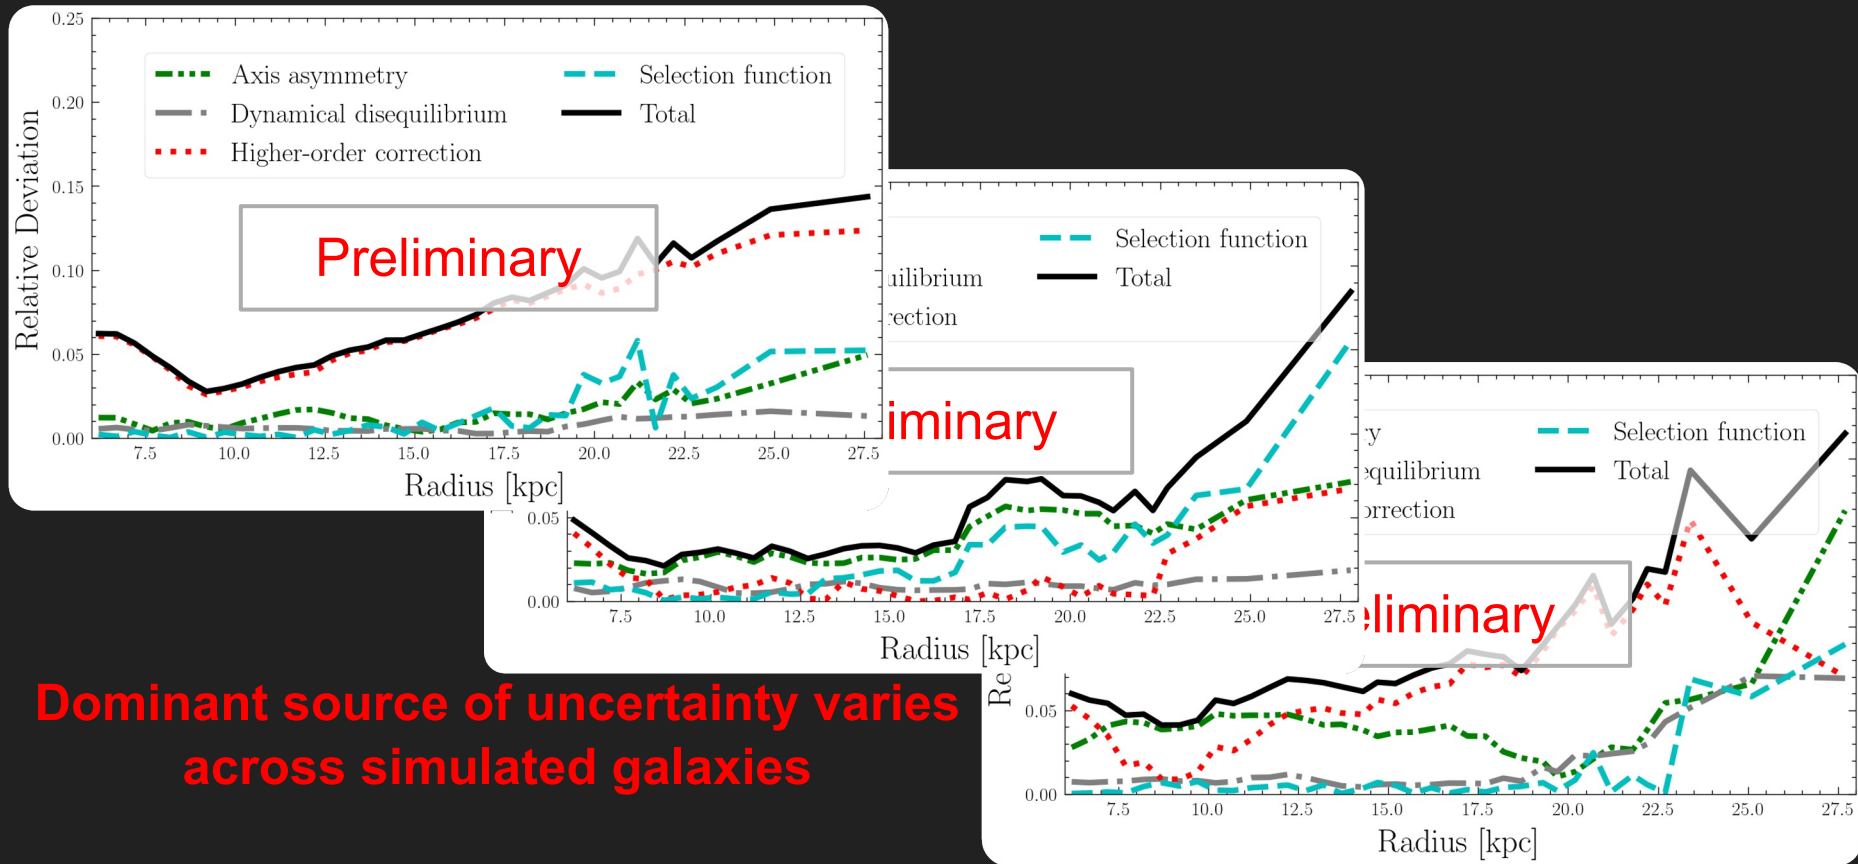 0.25
0.20
0.15
0.10
0.05
0.00
Relative Deviation
Axis asymmetry
Dynamical disequilibrium
Higher-order correction
Selection function
Total
Preliminary
7.5 10.0 12.5 15.0 17.5 20.0 22.5 25.0 27.5
Radius [kpc]
Selection function
uilibrium
Total
rection
iminary
0.05
0.00
7.5 10.0 12.5 15.0 17.5 20.0 22.5 25.0 27.5
Radius [kpc]
y
Selection function
equilibrium
Total
orrection
eliminary
Re
0.05
0.00
7.5 10.0 12.5 15.0 17.5 20.0 22.5 25.0 27.5
Radius [kpc]
Dominant source of uncertainty varies
across simulated galaxies